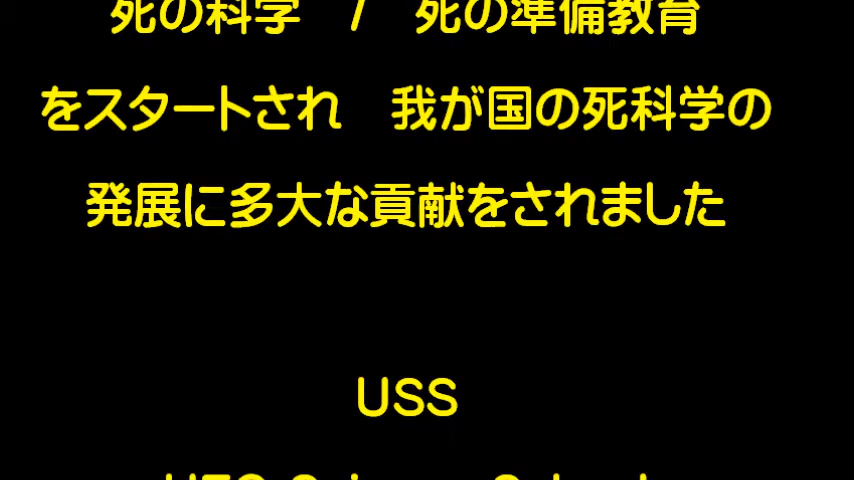 死の科学 / 死の準備教育
をスタートされ 我が国の死科学の
発展に多大な貢献をされました
USS